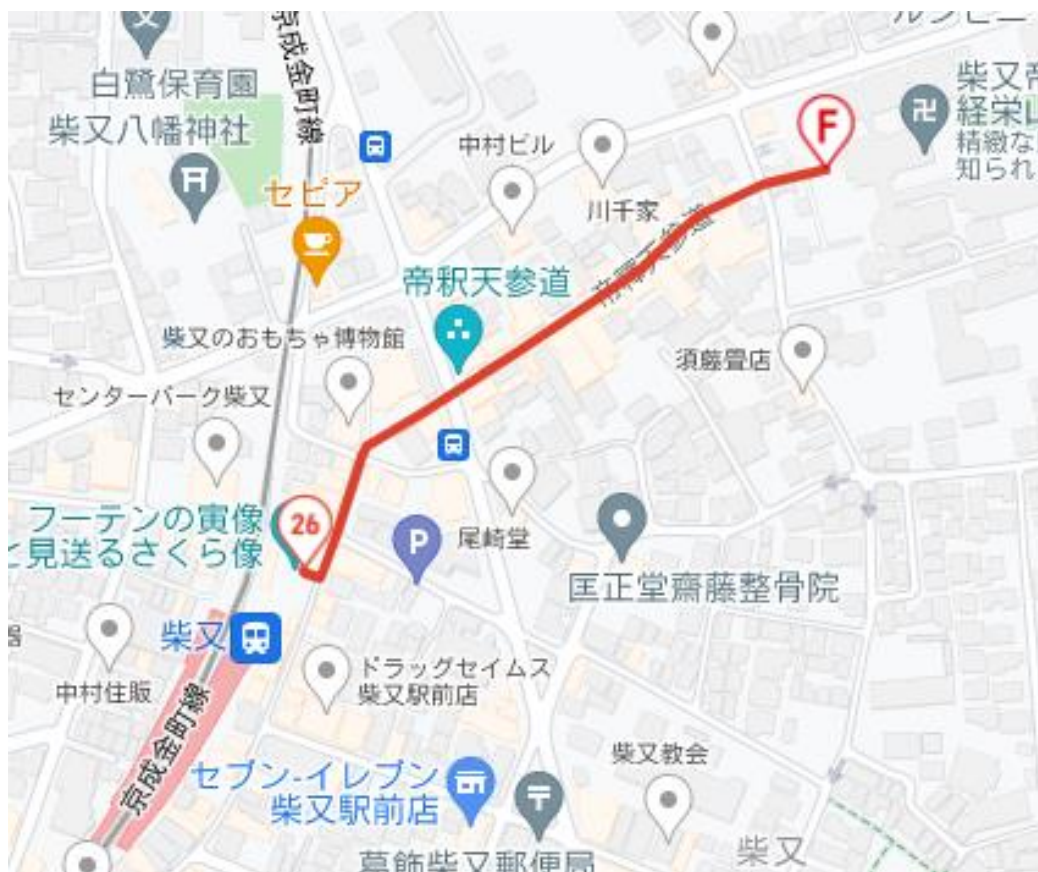 京成金町線
ルンビニー
白鷺保育園
柴又八幡神社
柴又帝
経栄山
精緻な
知られ
F
中村ビル
セピア
川千家
帝釈天参道
帝釈天参道
柴又のおもちゃ博物館
須藤畳店
センターパーク柴又
フーテンの寅像
と見送るさくら像
26
P
尾崎堂
匡正堂齋藤整骨院
柴又
中村住販
ドラッグセイムス
柴又駅前店
京成金町線
セブン-イレブン
柴又駅前店
柴又教会
葛飾柴又郵便局
柴又